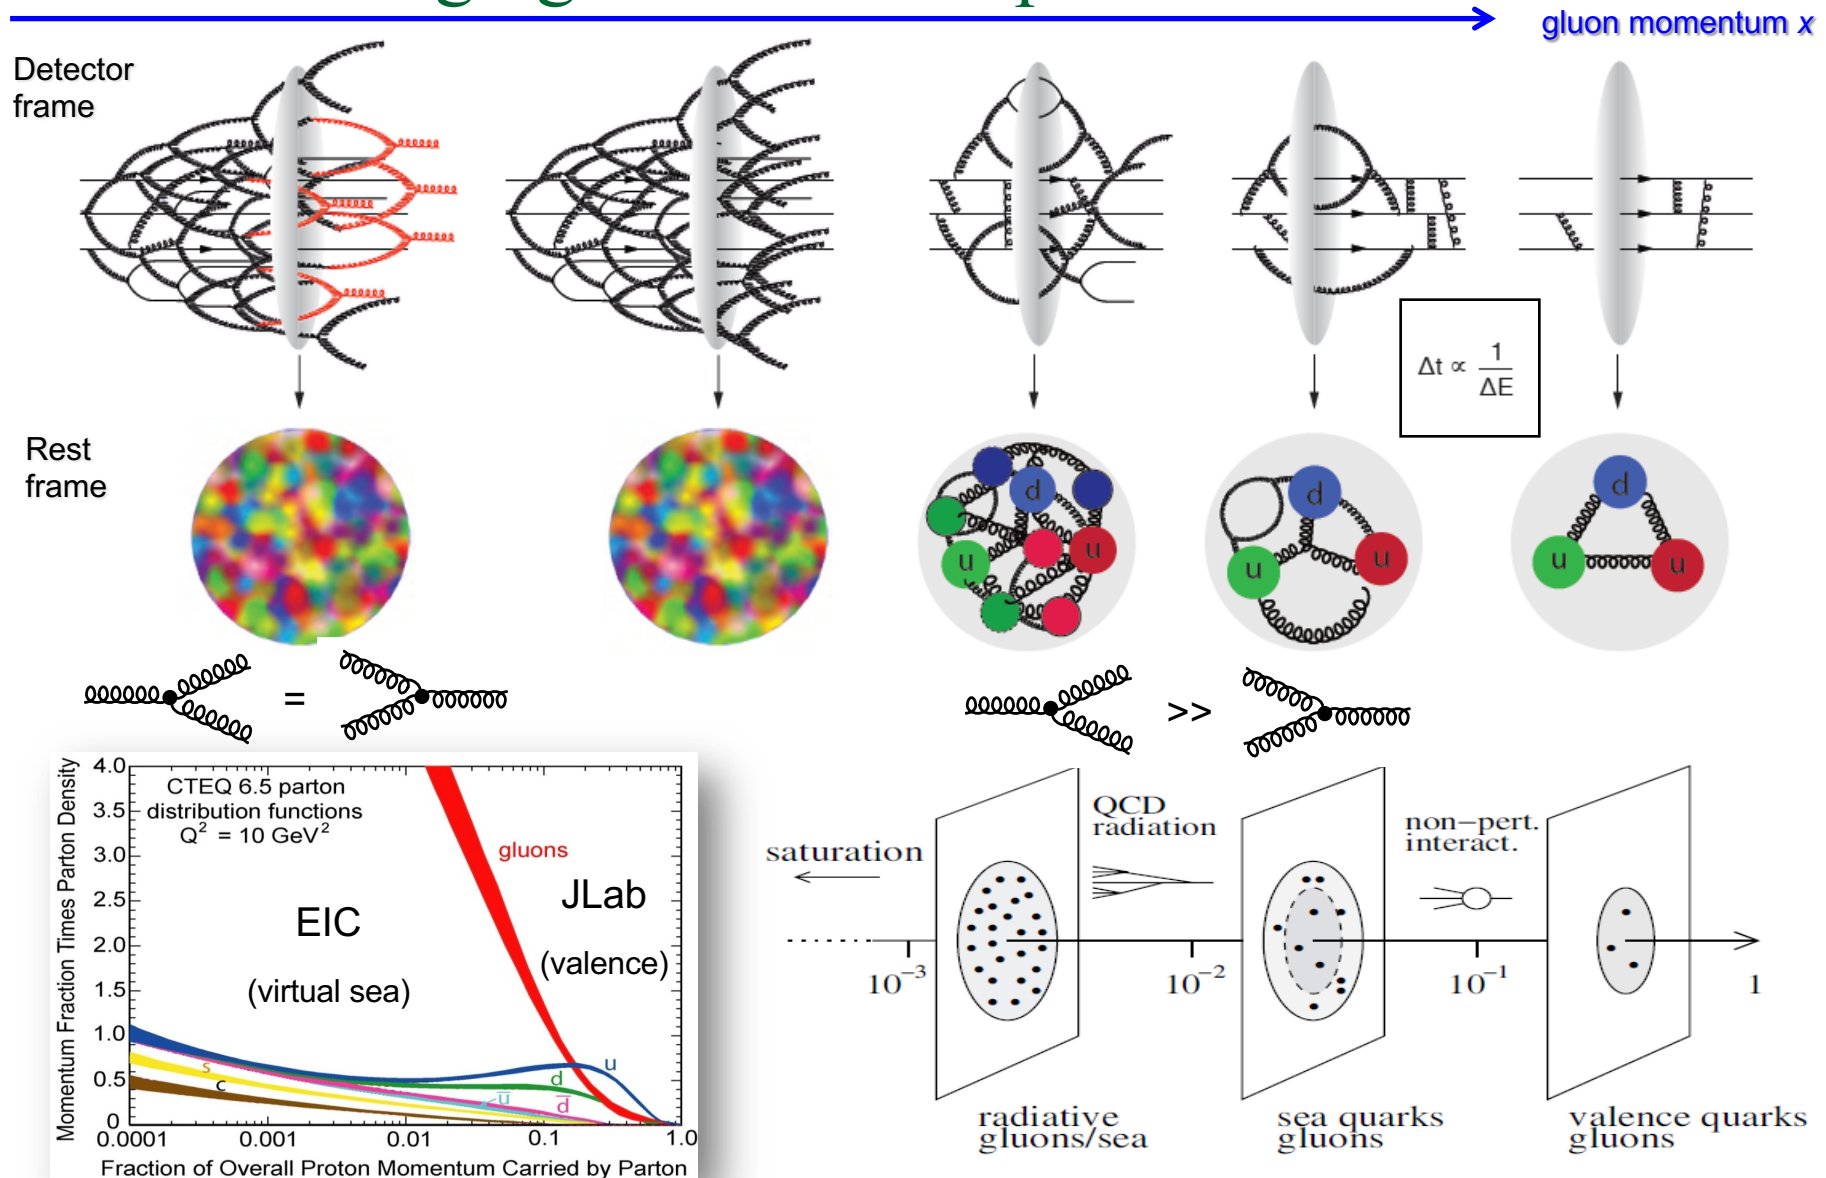 gluon momentum x
Detector
frame
Δt ∝ 1
ΔE
Rest
frame
d
u
u
d
u
u
d
u
u
=
>>
Momentum Fraction Times Parton Density
4.0
3.5
3.0
2.5
2.0
1.5
1.0
0.5
0
CTEQ 6.5 parton
distribution functions
Q² = 10 GeV²
gluons
JLab
(valence)
EIC
(virtual sea)
s
c
u
d
u̅
d̅
0.0001
0.001
0.01
0.1
1.0
Fraction of Overall Proton Momentum Carried by Parton
saturation
QCD
radiation
non−pert.
interact.
10⁻³
10⁻²
10⁻¹
1
radiative
gluons/sea
sea quarks
gluons
valence quarks
gluons